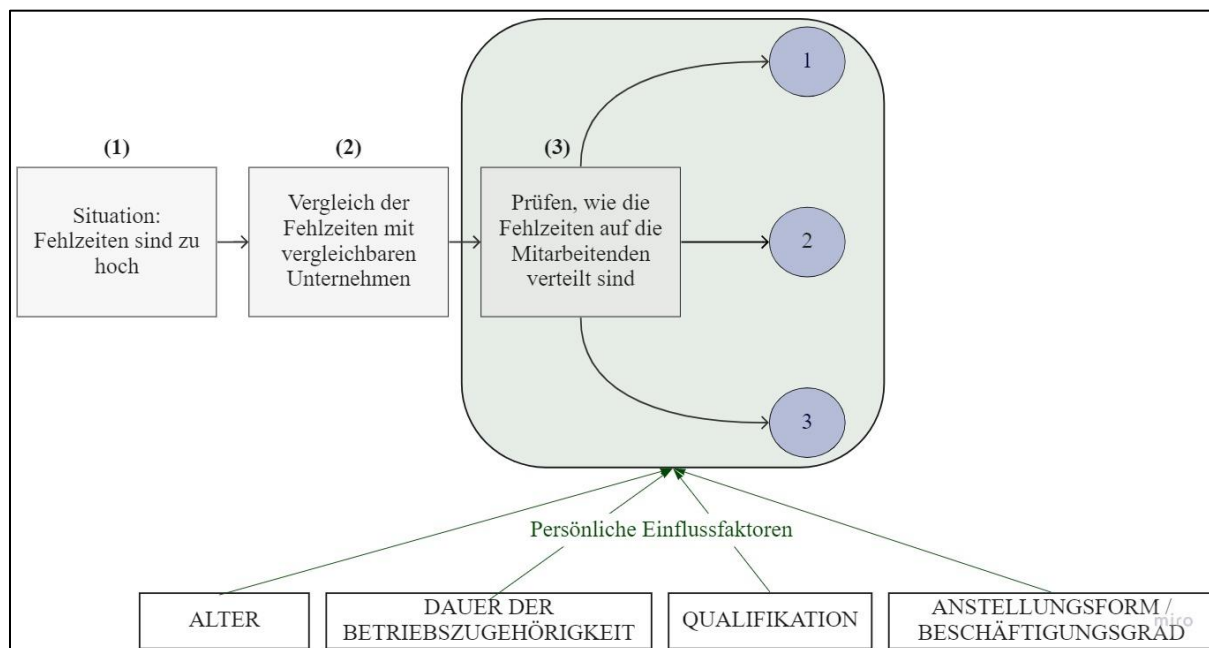 1
(1)
(2)
(3)
Situation:
Fehlzeiten sind zu
hoch
Vergleich der
Fehlzeiten mit
vergleichbaren
Unternehmen
Prüfen, wie die
Fehlzeiten auf die
Mitarbeitenden
verteilt sind
2
3
Persönliche Einflussfaktoren
ALTER
DAUER DER
BETRIEBSZUGEHÖRIGKEIT
QUALIFIKATION
ANSTELLUNGSFORM /
BESCHÄFTIGUNGSGRAD
miro